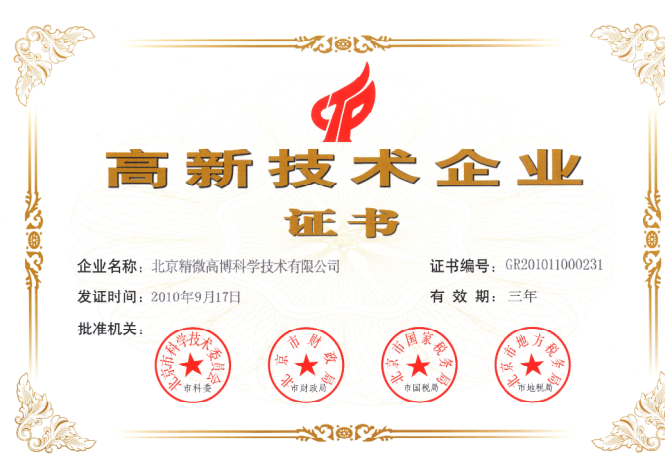 高新技术企业
证书
企业名称：北京精微高博科学技术有限公司 证书编号：GR201011000231
发证时间：2010年9月17日 有效期：三年
批准机关：
北京市科学技术委员会 北京市财政局 北京市国家税务局 北京市地方税务局
市科委 市财政局 市国税局 市地税局